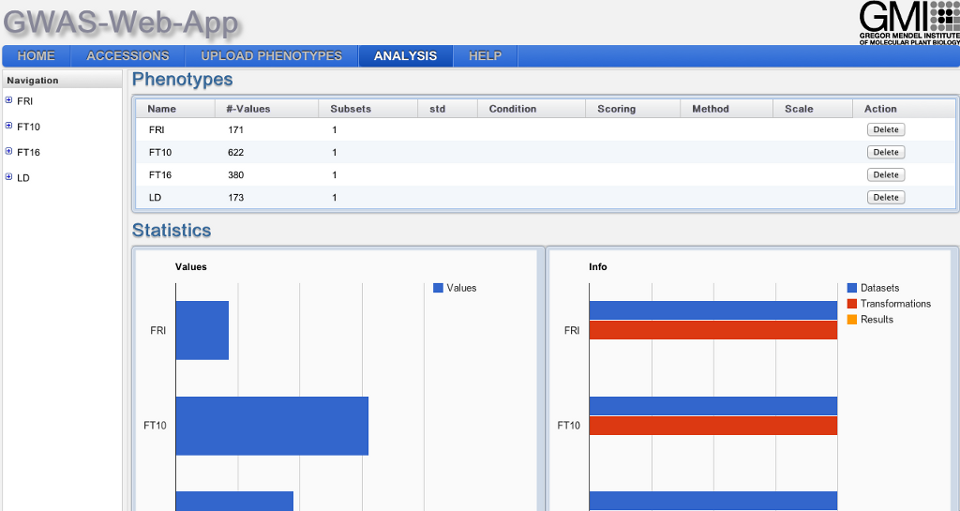 GWAS-Web-App
GMI
GREGOR MENDEL INSTITUTE
OF MOLECULAR PLANT BIOLOGY
HOME ACCESSIONS UPLOAD PHENOTYPES ANALYSIS HELP
Navigation
FRI
FT10
FT16
LD
Phenotypes
Name #-Values Subsets std Condition Scoring Method Scale Action
FRI 171 1 Delete
FT10 622 1 Delete
FT16 380 1 Delete
LD 173 1 Delete
Statistics
Values
Values
FRI
FT10
Info
Datasets
Transformations
Results
FRI
FT10